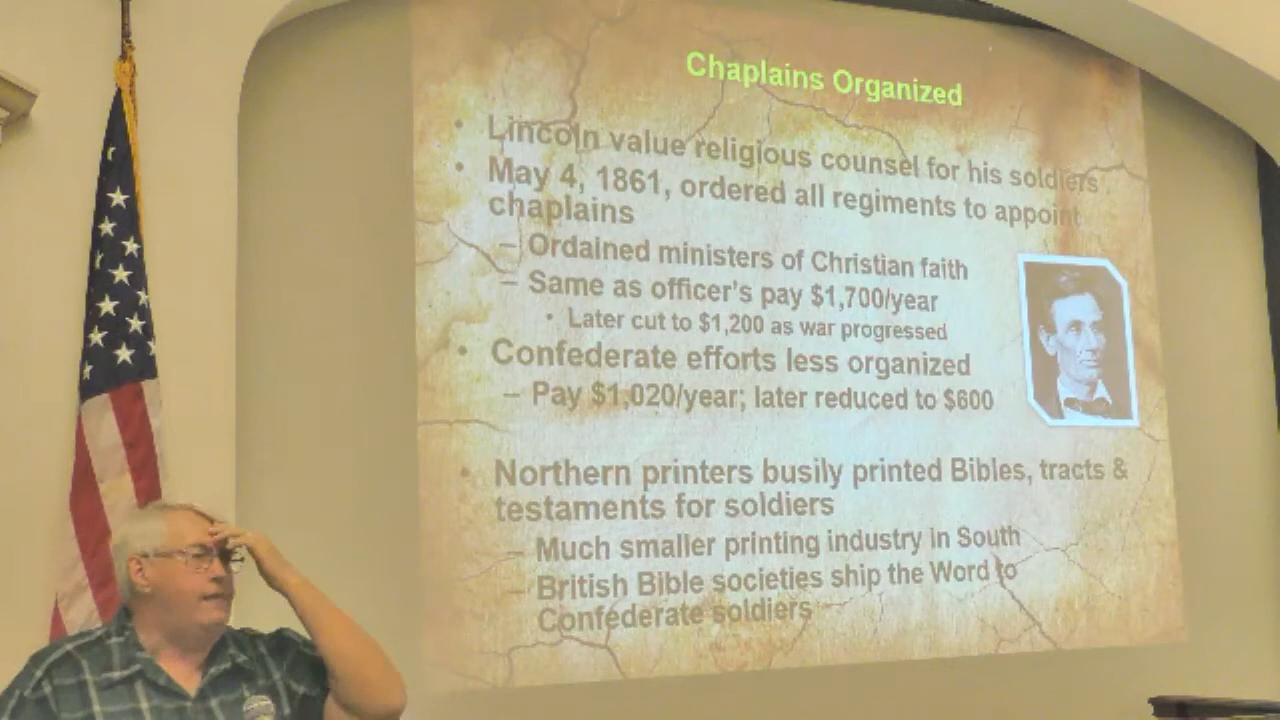 Chaplains Organized
• Lincoln value religious counsel for his soldiers
• May 4, 1861, ordered all regiments to appoint
chaplains
– Ordained ministers of Christian faith
– Same as officer's pay $1,700/year
• Later cut to $1,200 as war progressed
• Confederate efforts less organized
– Pay $1,020/year; later reduced to $600
• Northern printers busily printed Bibles, tracts &
testaments for soldiers
– Much smaller printing industry in South
– British Bible societies ship the Word to
Confederate soldiers